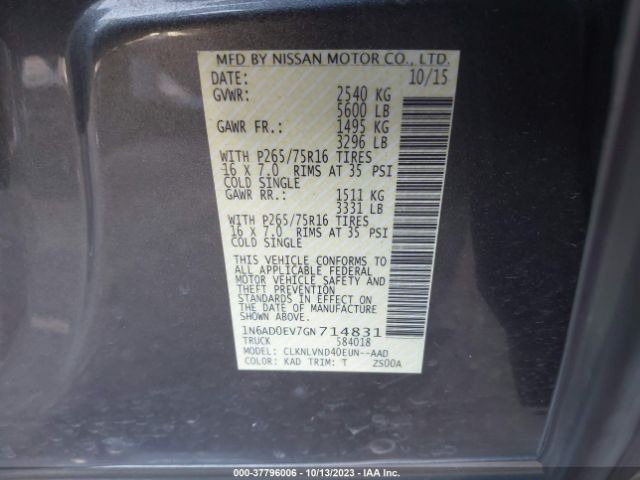 MFD BY NISSAN MOTOR CO., LTD.
DATE: 10/15
GVWR: 2540 KG
5600 LB
GAWR FR.: 1495 KG
3296 LB
WITH P265/75R16 TIRES
16 X 7.0 RIMS AT 35 PSI
COLD SINGLE
GAWR RR.: 1511 KG
3331 LB
WITH P265/75R16 TIRES
16 X 7.0 RIMS AT 35 PSI
COLD SINGLE
THIS VEHICLE CONFORMS TO
ALL APPLICABLE FEDERAL
MOTOR VEHICLE SAFETY AND
THEFT PREVENTION
STANDARDS IN EFFECT ON
THE DATE OF MANUFACTURE
SHOWN ABOVE.
1N6AD0EV7GN714831
TRUCK 584018
MODEL: CLKNLVND40EUN--AAD
COLOR: KAD TRIM: T ZS00A
000-37796006 | 10/13/2023 | IAA Inc.